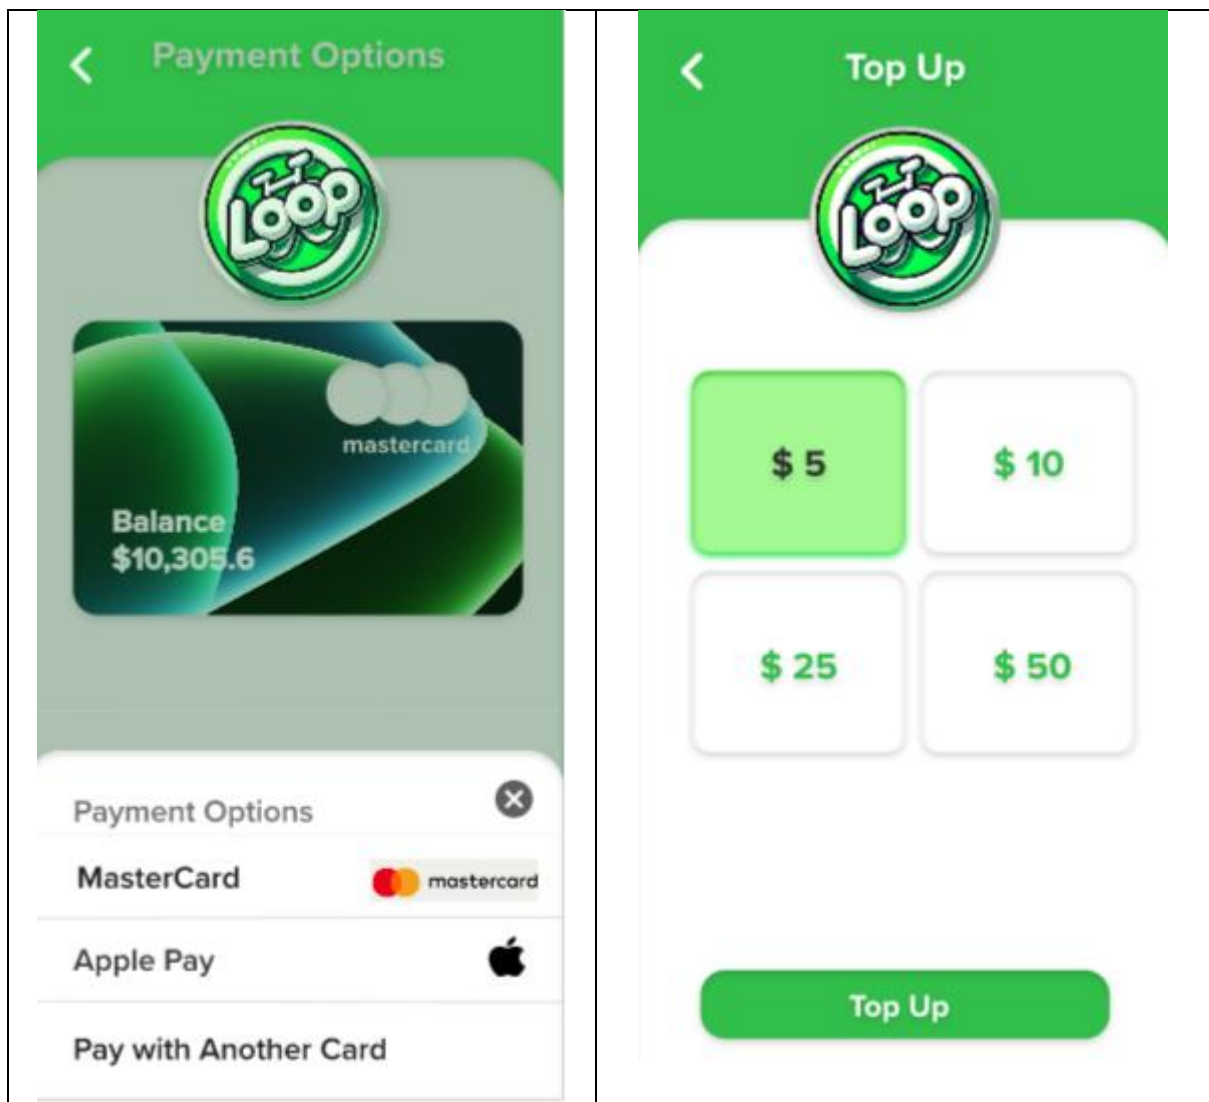 Payment Options
Loop
mastercard
Balance
$10,305.6
Payment Options
MasterCard
mastercard
Apple Pay
Pay with Another Card
Top Up
Loop
$ 5
$ 10
$ 25
$ 50
Top Up